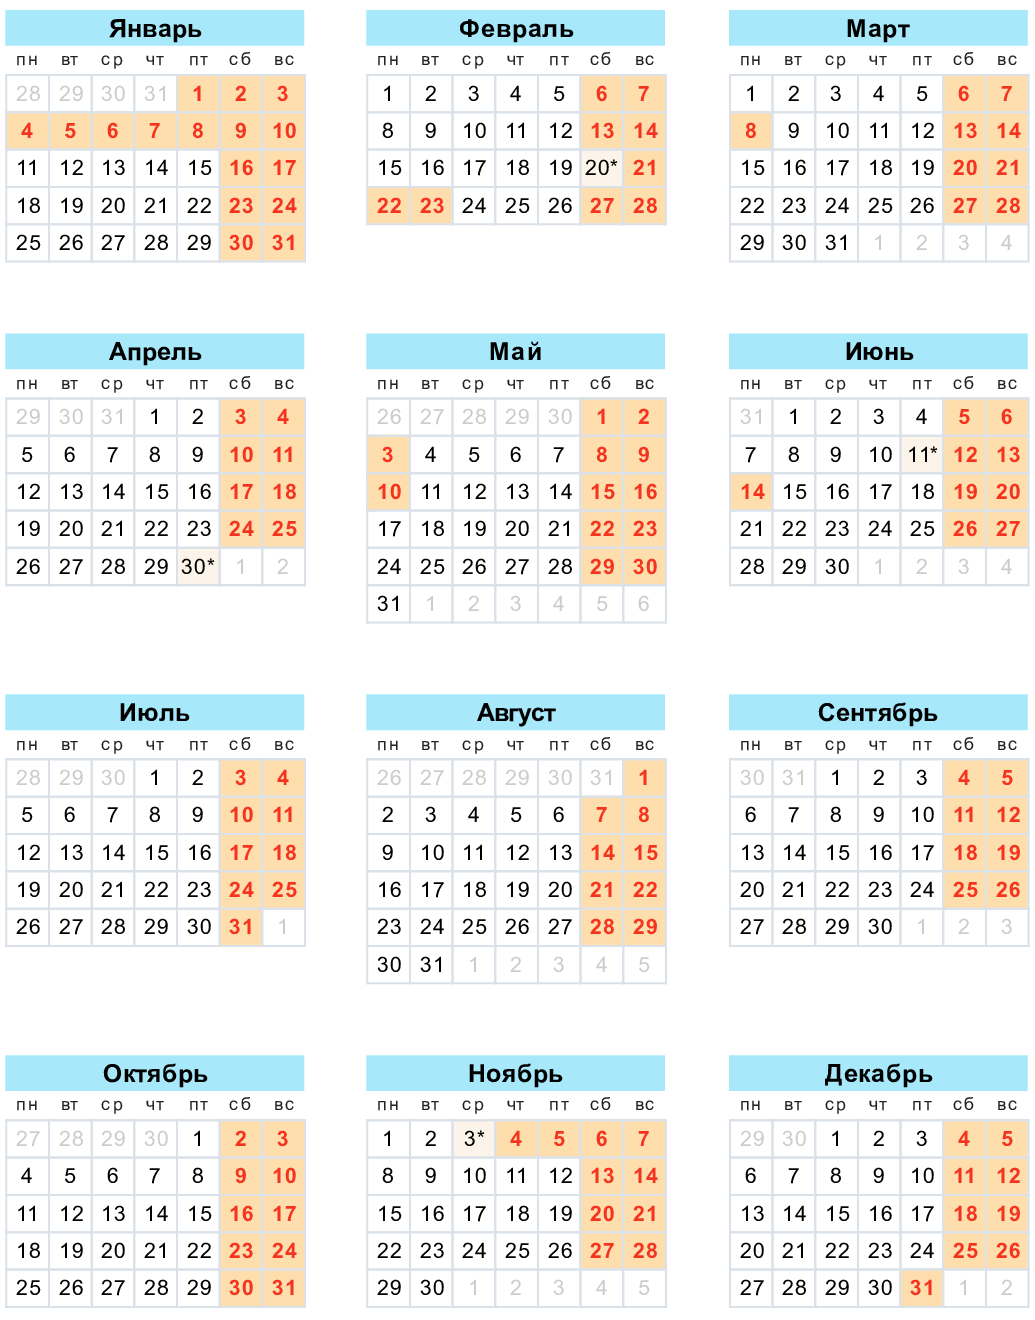 Январь Февраль Март
пн вт ср чт пт сб вс пн вт ср чт пт сб вс пн вт ср чт пт сб вс
28 29 30 31 1 2 3 1 2 3 4 5 6 7 1 2 3 4 5 6 7
4 5 6 7 8 9 10 8 9 10 11 12 13 14 8 9 10 11 12 13 14
11 12 13 14 15 16 17 15 16 17 18 19 20* 21 15 16 17 18 19 20 21
18 19 20 21 22 23 24 22 23 24 25 26 27 28 22 23 24 25 26 27 28
25 26 27 28 29 30 31 29 30 31 1 2 3 4
Апрель Май Июнь
пн вт ср чт пт сб вс пн вт ср чт пт сб вс пн вт ср чт пт сб вс
29 30 31 1 2 3 4 26 27 28 29 30 1 2 31 1 2 3 4 5 6
5 6 7 8 9 10 11 3 4 5 6 7 8 9 7 8 9 10 11* 12 13
12 13 14 15 16 17 18 10 11 12 13 14 15 16 14 15 16 17 18 19 20
19 20 21 22 23 24 25 17 18 19 20 21 22 23 21 22 23 24 25 26 27
26 27 28 29 30* 1 2 24 25 26 27 28 29 30 28 29 30 1 2 3 4
31 1 2 3 4 5 6
Июль Август Сентябрь
пн вт ср чт пт сб вс пн вт ср чт пт сб вс пн вт ср чт пт сб вс
28 29 30 1 2 3 4 26 27 28 29 30 31 1 30 31 1 2 3 4 5
5 6 7 8 9 10 11 2 3 4 5 6 7 8 6 7 8 9 10 11 12
12 13 14 15 16 17 18 9 10 11 12 13 14 15 13 14 15 16 17 18 19
19 20 21 22 23 24 25 16 17 18 19 20 21 22 20 21 22 23 24 25 26
26 27 28 29 30 31 1 23 24 25 26 27 28 29 27 28 29 30 1 2 3
30 31 1 2 3 4 5
Октябрь Ноябрь Декабрь
пн вт ср чт пт сб вс пн вт ср чт пт сб вс пн вт ср чт пт сб вс
27 28 29 30 1 2 3 1 2 3* 4 5 6 7 29 30 1 2 3 4 5
4 5 6 7 8 9 10 8 9 10 11 12 13 14 6 7 8 9 10 11 12
11 12 13 14 15 16 17 15 16 17 18 19 20 21 13 14 15 16 17 18 19
18 19 20 21 22 23 24 22 23 24 25 26 27 28 20 21 22 23 24 25 26
25 26 27 28 29 30 31 29 30 1 2 3 4 5 27 28 29 30 31 1 2